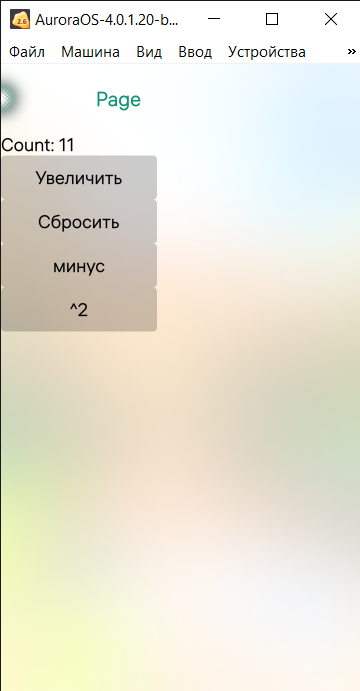 AuroraOS-4.0.1.20-b...
Файл Машина Вид Ввод Устройства »
Page
Count: 11
Увеличить
Сбросить
минус
^2